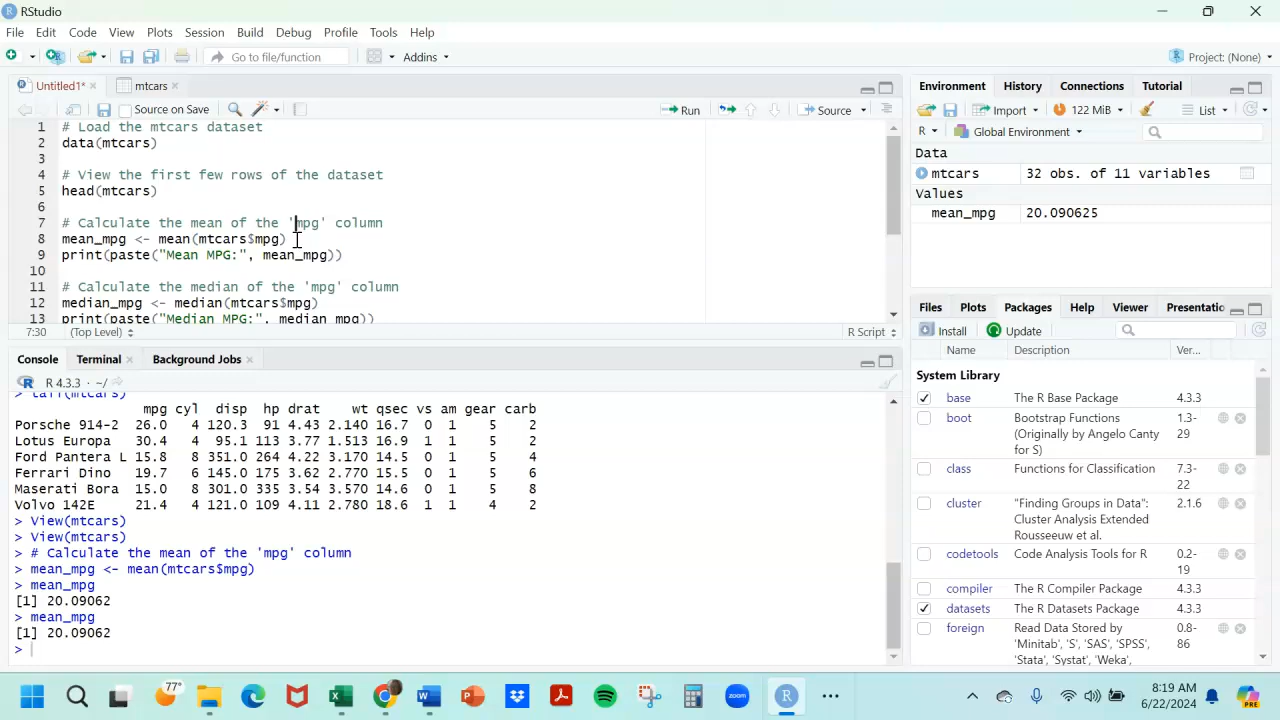 RStudio
File Edit Code View Plots Session Build Debug Profile Tools Help
Go to file/function Addins Project: (None)
Untitled1* mtcars
Source on Save Run Source
1 # Load the mtcars dataset
2 data(mtcars)
3
4 # View the first few rows of the dataset
5 head(mtcars)
6
7 # Calculate the mean of the 'mpg' column
8 mean_mpg <- mean(mtcars$mpg)
9 print(paste("Mean MPG:", mean_mpg))
10
11 # Calculate the median of the 'mpg' column
12 median_mpg <- median(mtcars$mpg)
13 print(paste("Median MPG:", median_mpg))
7:30 (Top Level) R Script
Console Terminal Background Jobs
R 4.3.3 · ~/
> tail(mtcars)
mpg cyl disp hp drat wt qsec vs am gear carb
Porsche 914-2 26.0 4 120.3 91 4.43 2.140 16.7 0 1 5 2
Lotus Europa 30.4 4 95.1 113 3.77 1.513 16.9 1 1 5 2
Ford Pantera L 15.8 8 351.0 264 4.22 3.170 14.5 0 1 5 4
Ferrari Dino 19.7 6 145.0 175 3.62 2.770 15.5 0 1 5 6
Maserati Bora 15.0 8 301.0 335 3.54 3.570 14.6 0 1 5 8
Volvo 142E 21.4 4 121.0 109 4.11 2.780 18.6 1 1 4 2
> View(mtcars)
> View(mtcars)
> # Calculate the mean of the 'mpg' column
> mean_mpg <- mean(mtcars$mpg)
> mean_mpg
[1] 20.09062
> mean_mpg
[1] 20.09062
>
Environment History Connections Tutorial
Import 122 MiB List
R Global Environment
Data
mtcars 32 obs. of 11 variables
Values
mean_mpg 20.090625
Files Plots Packages Help Viewer Presentatio
Install Update
Name Description Ver...
System Library
base The R Base Package 4.3.3
boot Bootstrap Functions 1.3-
(Originally by Angelo Canty 29
for S)
class Functions for Classification 7.3-
22
cluster "Finding Groups in Data": 2.1.6
Cluster Analysis Extended
Rousseeuw et al.
codetools Code Analysis Tools for R 0.2-
19
compiler The R Compiler Package 4.3.3
datasets The R Datasets Package 4.3.3
foreign Read Data Stored by 0.8-
'Minitab', 'S', 'SAS', 'SPSS', 86
'Stata', 'Systat', 'Weka',
77°
zoom
8:19 AM
6/22/2024
PRE